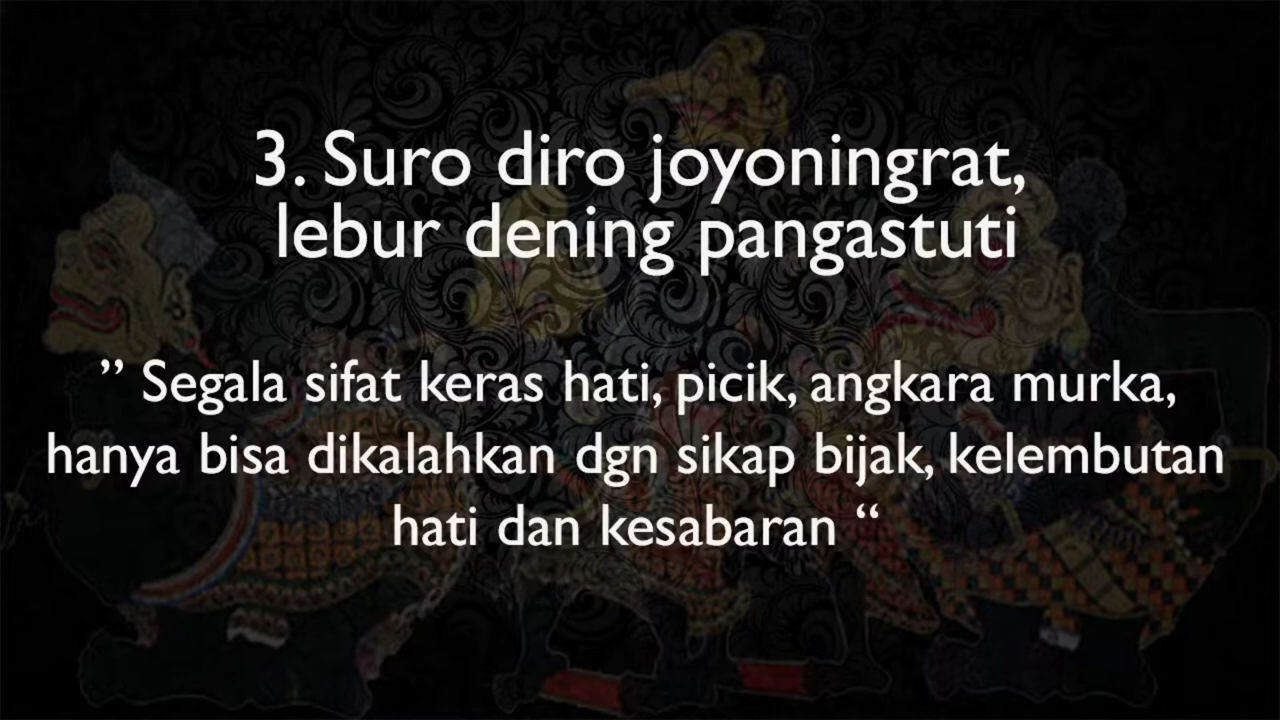 3. Suro diro joyoningrat,
lebur dening pangastuti
” Segala sifat keras hati, picik, angkara murka,
hanya bisa dikalahkan dgn sikap bijak, kelembutan
hati dan kesabaran “